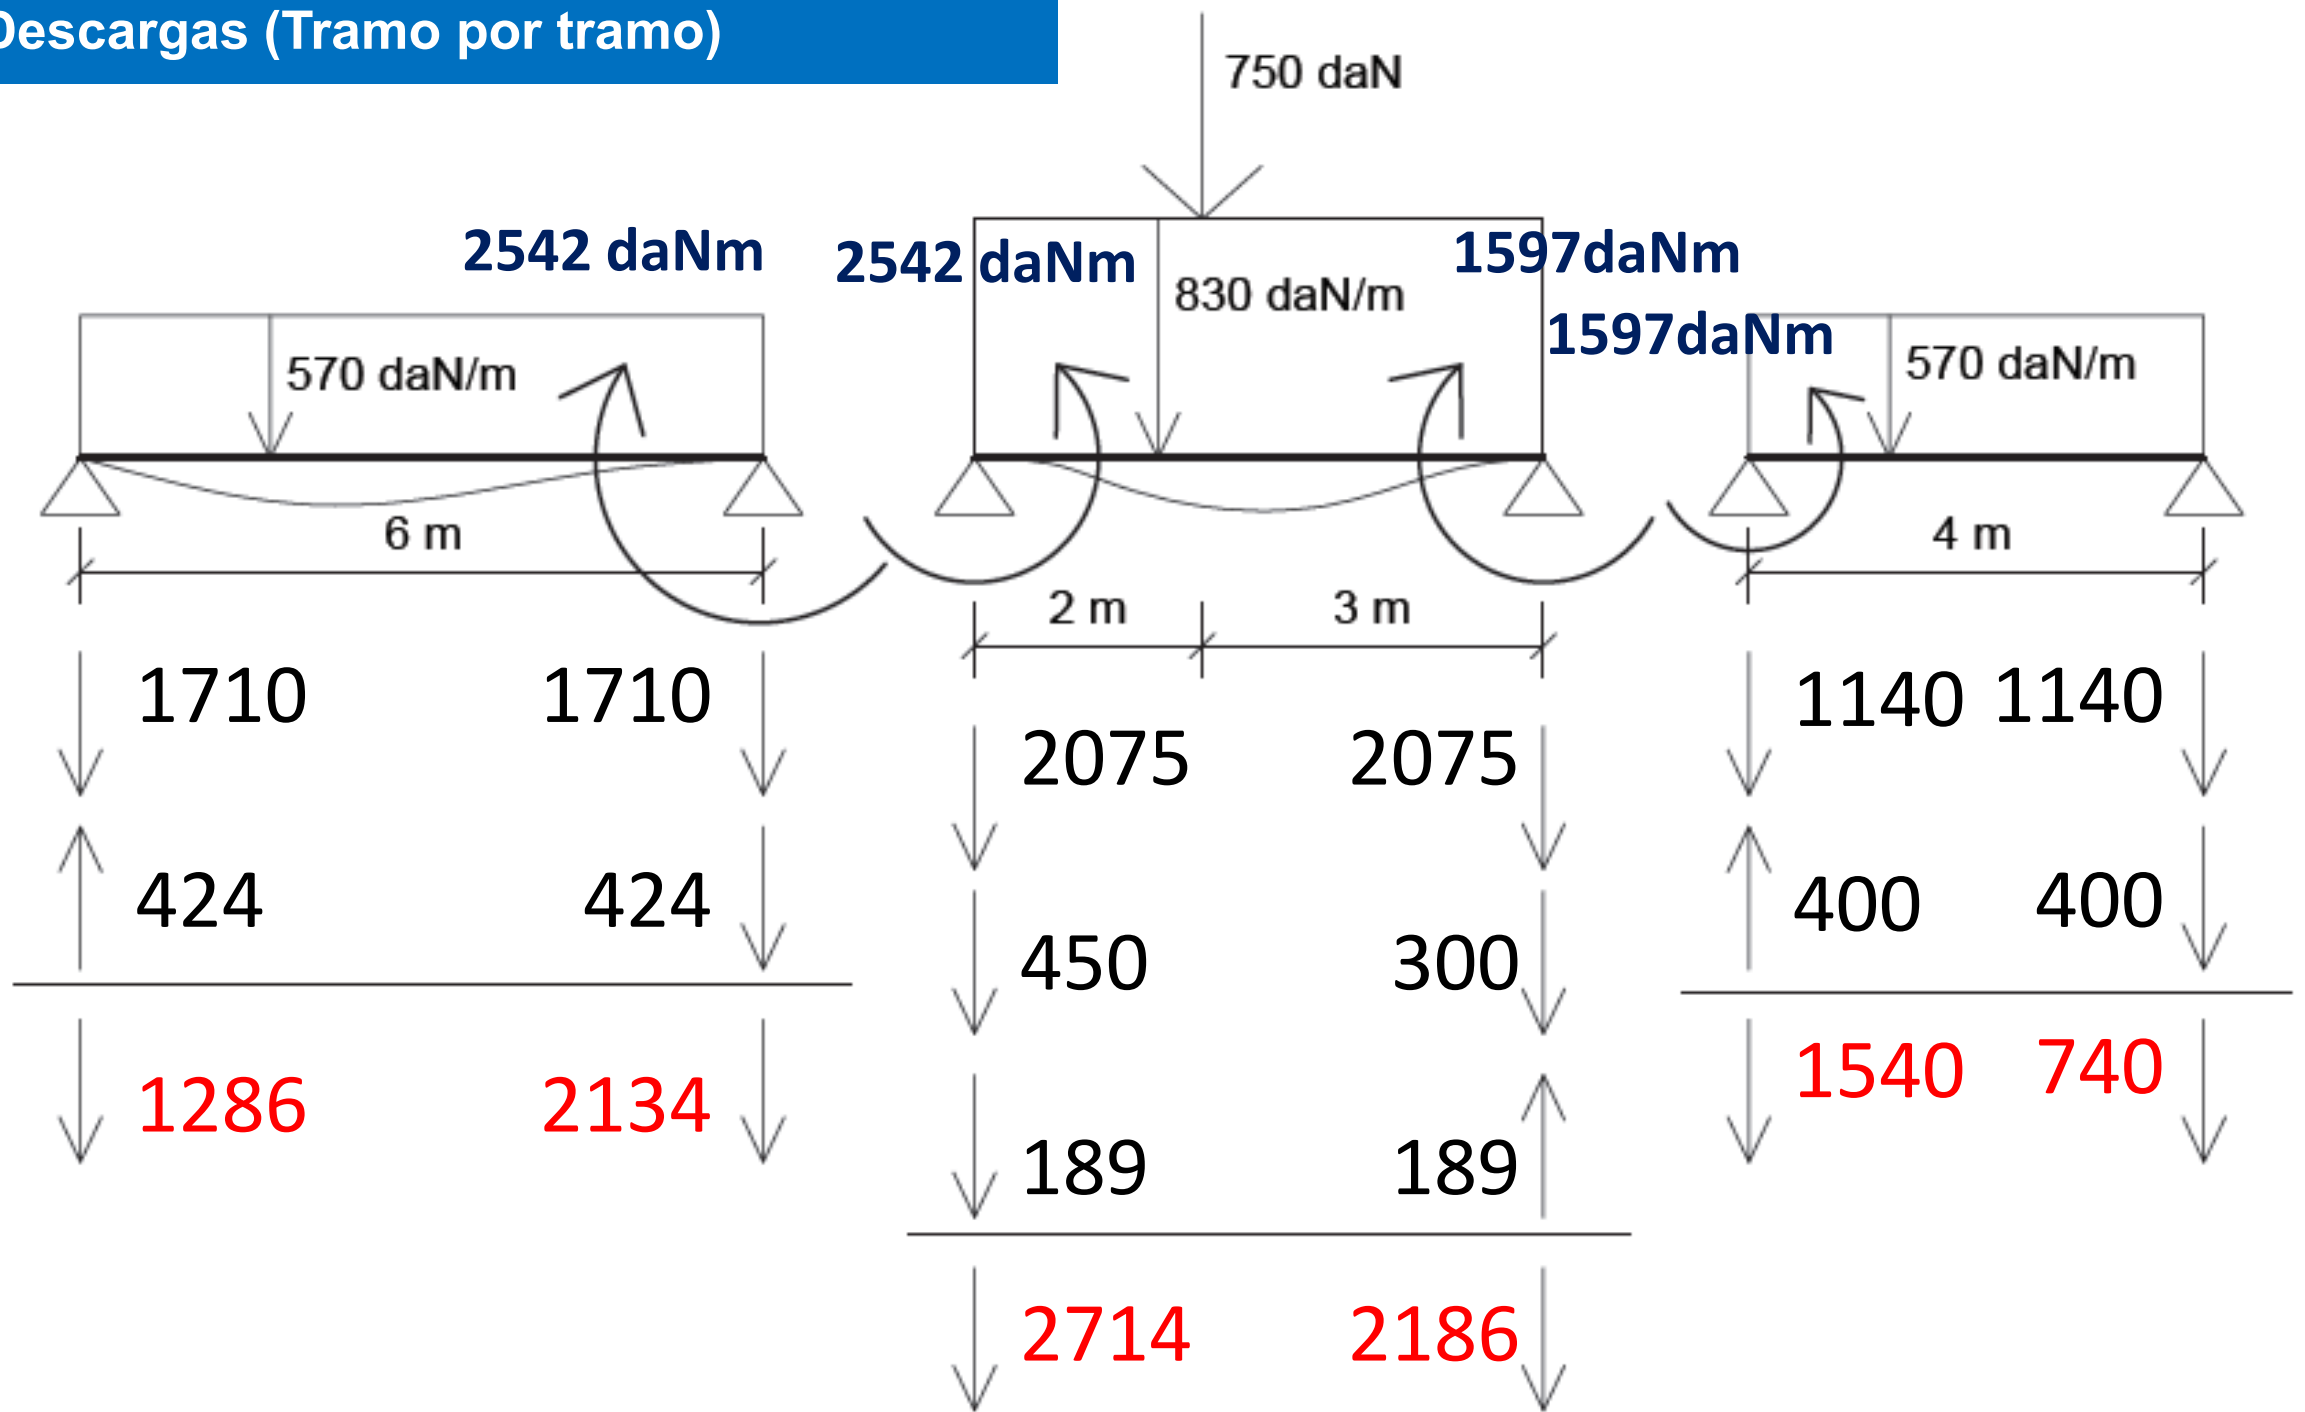 Descargas (Tramo por tramo)
750 daN
2542 daNm
2542 daNm
1597daNm
830 daN/m
1597daNm
570 daN/m
570 daN/m
6 m
4 m
2 m
3 m
1710
1710
2075
2075
1140
1140
424
424
450
300
400
400
1286
2134
189
189
1540
740
2714
2186